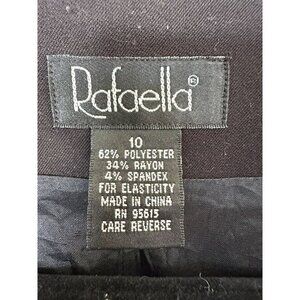 Rafaella®
10
62% POLYESTER
34% RAYON
4% SPANDEX
FOR ELASTICITY
MADE IN CHINA
RN 95615
CARE REVERSE